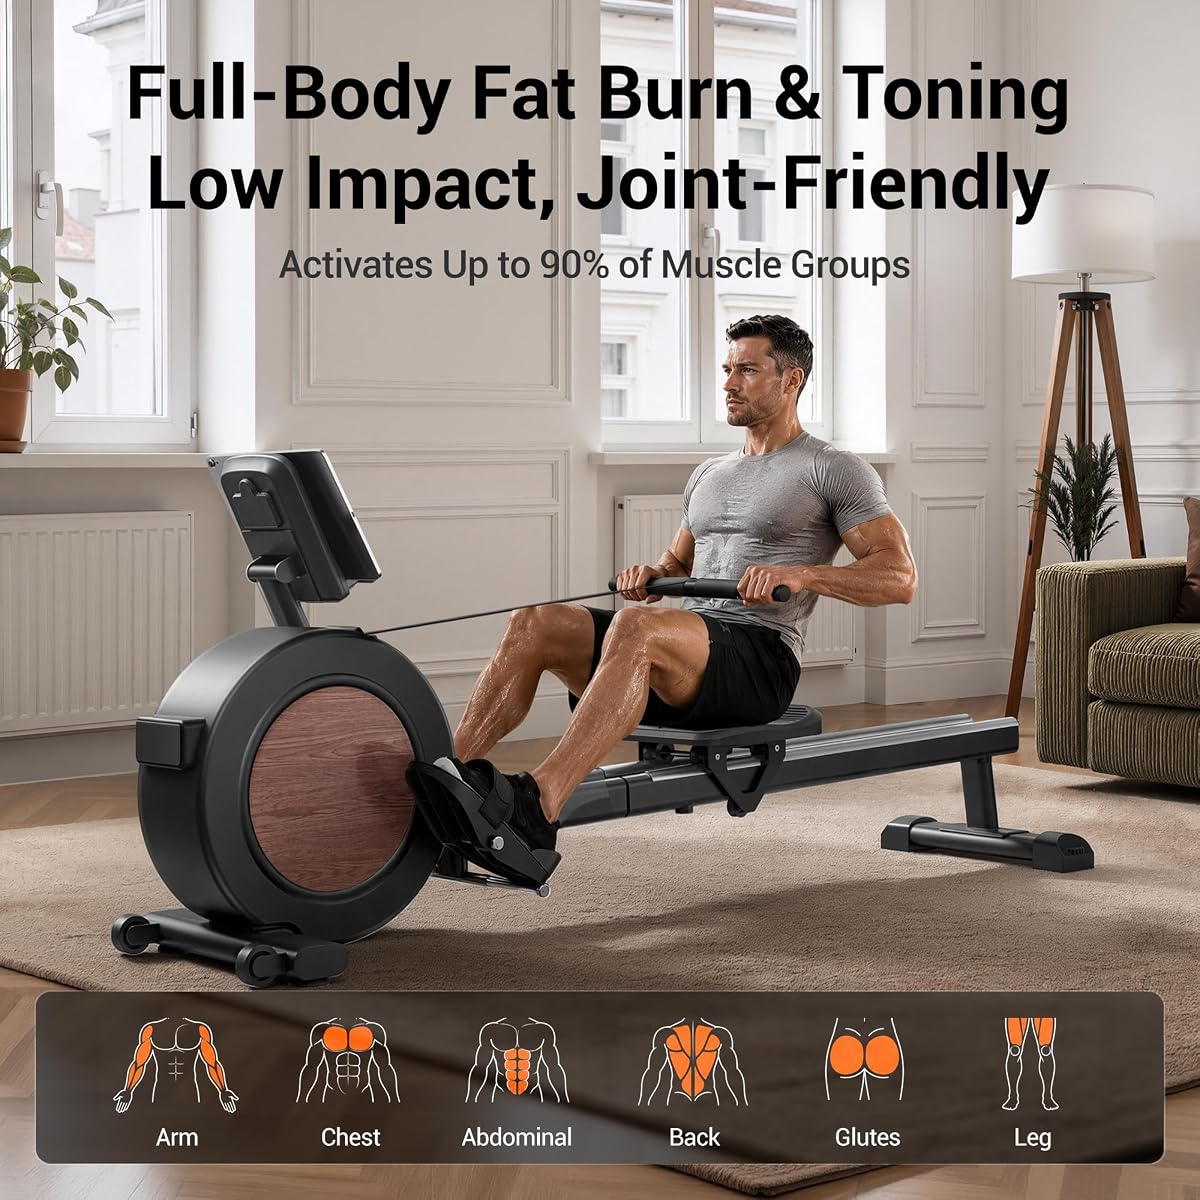 Full-Body Fat Burn & Toning
Low Impact, Joint-Friendly
Activates Up to 90% of Muscle Groups
Arm
Chest
Abdominal
Back
Glutes
Leg